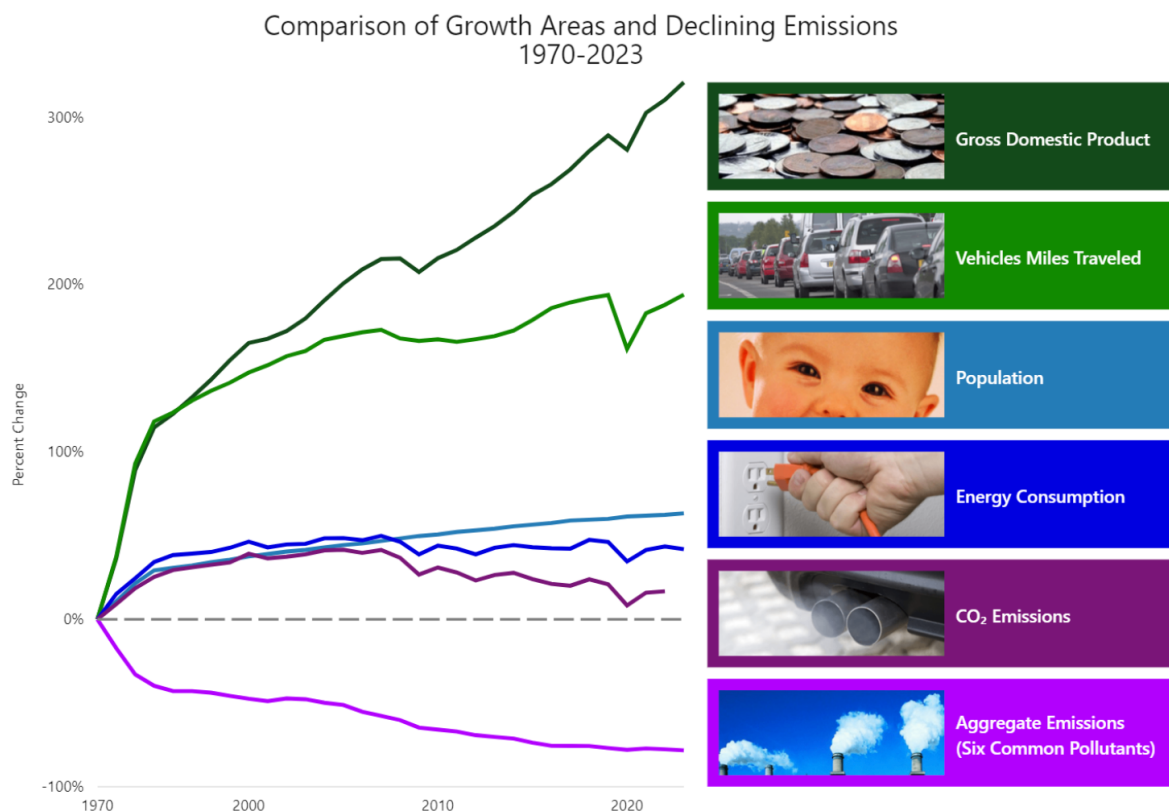 Comparison of Growth Areas and Declining Emissions
1970-2023
300%
200%
100%
0%
-100%
Percent Change
1970
2000
2010
2020
Gross Domestic Product
Vehicles Miles Traveled
Population
Energy Consumption
CO₂ Emissions
Aggregate Emissions
(Six Common Pollutants)